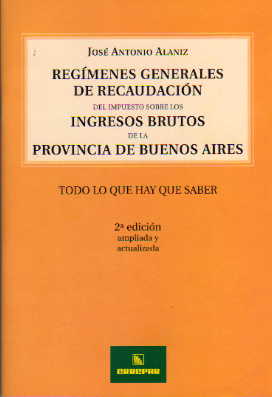 JOSÉ ANTONIO ALANIZ
REGÍMENES GENERALES
DE RECAUDACIÓN
DEL IMPUESTO SOBRE LOS
INGRESOS BRUTOS
DE LA
PROVINCIA DE BUENOS AIRES
TODO LO QUE HAY QUE SABER
2ª edición
ampliada y
actualizada
ERREPAR